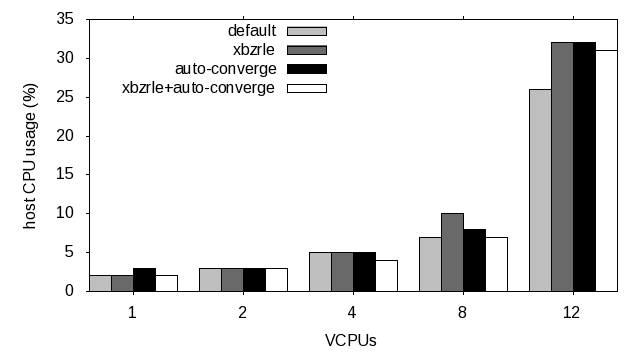 35
30
25
20
15
10
5
0
host CPU usage (%)
default
xbzrle
auto-converge
xbzrle+auto-converge
1 2 4 8 12
VCPUs